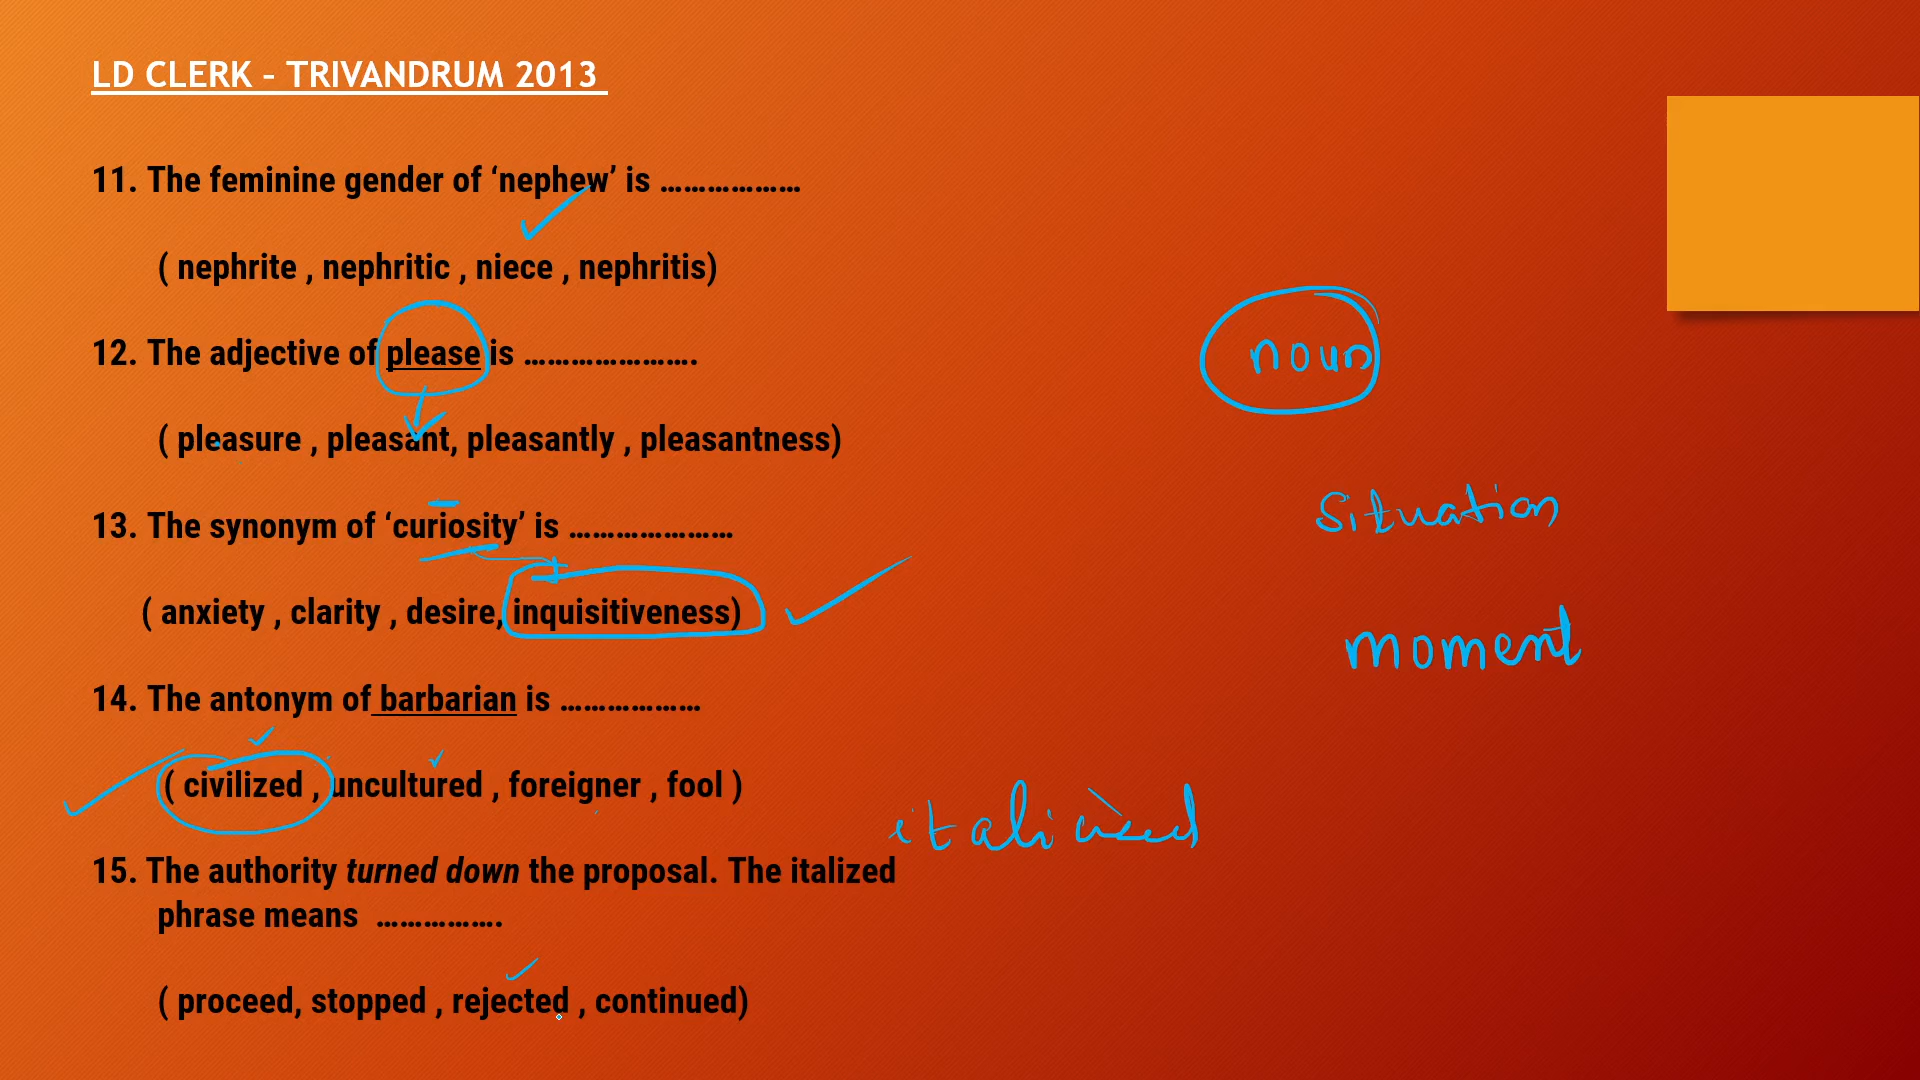 LD CLERK – TRIVANDRUM 2013
11. The feminine gender of ‘nephew’ is ………………
( nephrite , nephritic , niece , nephritis)
noun
12. The adjective of please is ………………….
( pleasure , pleasant, pleasantly , pleasantness)
situation
13. The synonym of ‘curiosity’ is …………………
( anxiety , clarity , desire, inquisitiveness)
moment
14. The antonym of barbarian is ………………
( civilized , uncultured , foreigner , fool )
15. The authority turned down the proposal. The italized
phrase means …………….
( proceed, stopped , rejected , continued)